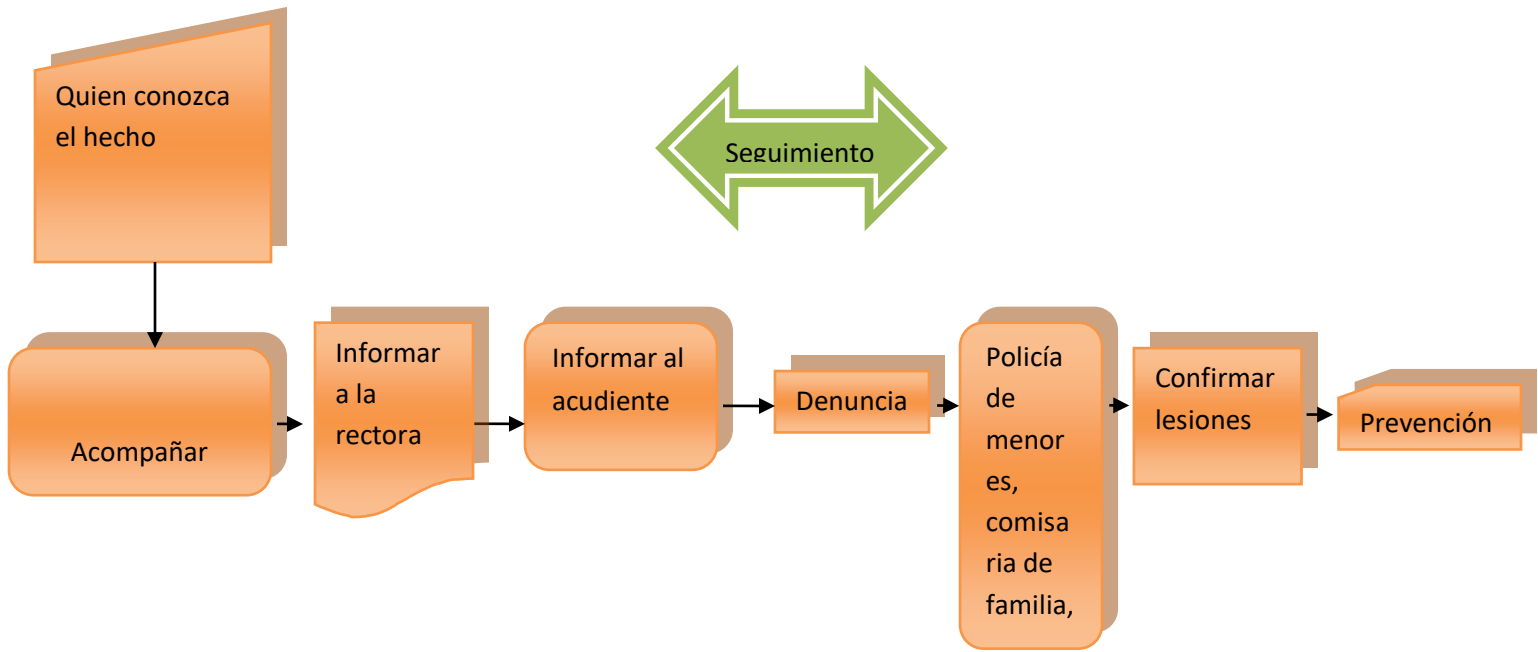 Quien conozca
el hecho
Seguimiento
Acompañar
Informar
a la
rectora
Informar al
acudiente
Denuncia
Policía
de
menor
es,
comisa
ria de
familia,
Confirmar
lesiones
Prevención